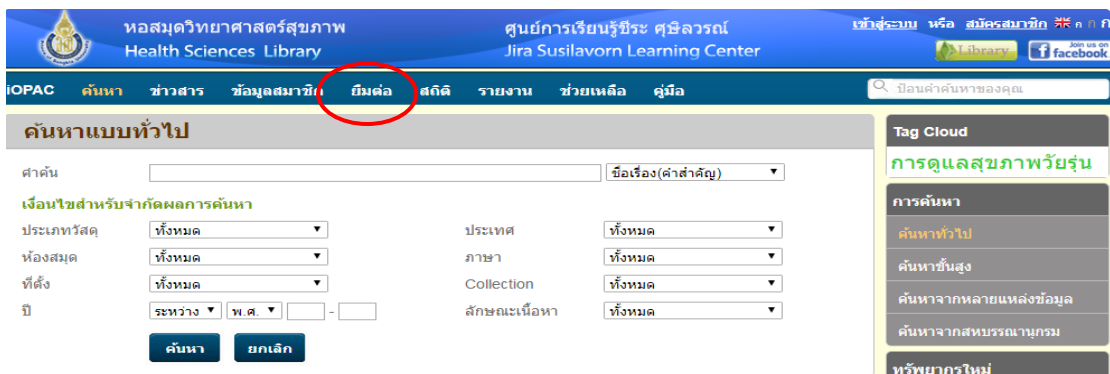 หอสมุดวิทยาศาสตร์สุขภาพ
Health Sciences Library
ศูนย์การเรียนรู้ชีระ ศุษิลวรณ์
Jira Susilavorn Learning Center
เข้าสู่ระบบ หรือ สมัครสมาชิก ก ก ก
Library
Join us on
facebook
iOPAC ค้นหา ข่าวสาร ข้อมูลสมาชิก ยืมต่อ สถิติ รายงาน ช่วยเหลือ คู่มือ
ป้อนคำค้นหาของคุณ
ค้นหาแบบทั่วไป
คำค้น ชื่อเรื่อง(คำสำคัญ)
เงื่อนไขสำหรับจำกัดผลการค้นหา
ประเภทวัสดุ ทั้งหมด ประเทศ ทั้งหมด
ห้องสมุด ทั้งหมด ภาษา ทั้งหมด
ที่ตั้ง ทั้งหมด Collection ทั้งหมด
ปี ระหว่าง พ.ศ. - ลักษณะเนื้อหา ทั้งหมด
ค้นหา ยกเลิก
Tag Cloud
การดูแลสุขภาพวัยรุ่น
การค้นหา
ค้นหาทั่วไป
ค้นหาขั้นสูง
ค้นหาจากหลายแหล่งข้อมูล
ค้นหาจากสหบรรณานุกรม
ทรัพยากรใหม่